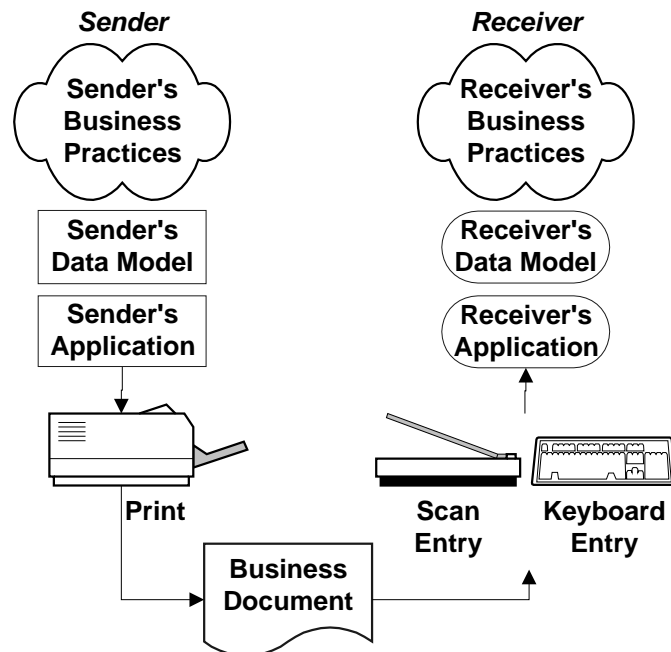 Sender
Sender's
Business
Practices
Sender's
Data Model
Sender's
Application
Print
Business
Document
Receiver
Receiver's
Business
Practices
Receiver's
Data Model
Receiver's
Application
Scan
Entry
Keyboard
Entry